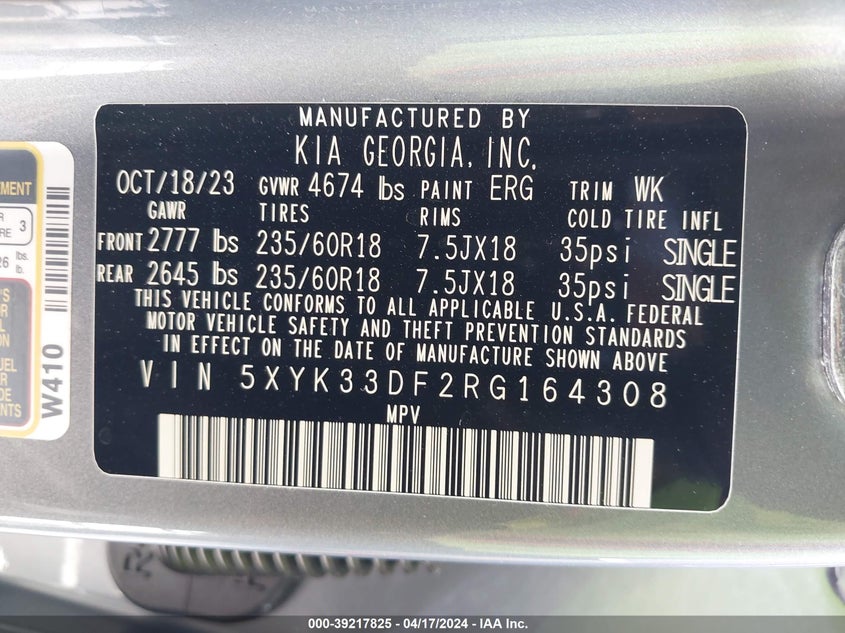 MANUFACTURED BY
KIA GEORGIA, INC.
OCT/18/23 GVWR 4674 lbs PAINT ERG TRIM WK
GAWR TIRES RIMS COLD TIRE INFL
FRONT 2777 lbs 235/60R18 7.5JX18 35psi SINGLE
REAR 2645 lbs 235/60R18 7.5JX18 35psi SINGLE
THIS VEHICLE CONFORMS TO ALL APPLICABLE U.S.A. FEDERAL
MOTOR VEHICLE SAFETY AND THEFT PREVENTION STANDARDS
IN EFFECT ON THE DATE OF MANUFACTURE SHOWN ABOVE
VIN 5XYK33DF2RG164308
MPV
W410
3
lbs.
lb.
000-39217825 - 04/17/2024 - IAA Inc.